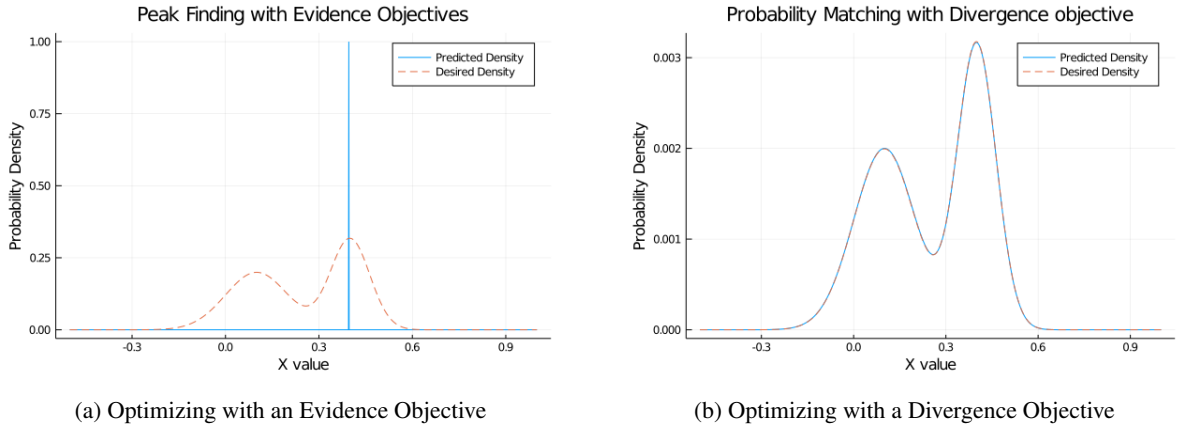 Peak Finding with Evidence Objectives
Probability Density
1.00
0.75
0.50
0.25
0.00
-0.3
0.0
0.3
0.6
0.9
X value
Predicted Density
Desired Density
(a) Optimizing with an Evidence Objective
Probability Matching with Divergence objective
Probability Density
0.003
0.002
0.001
0.000
-0.3
0.0
0.3
0.6
0.9
X value
Predicted Density
Desired Density
(b) Optimizing with a Divergence Objective